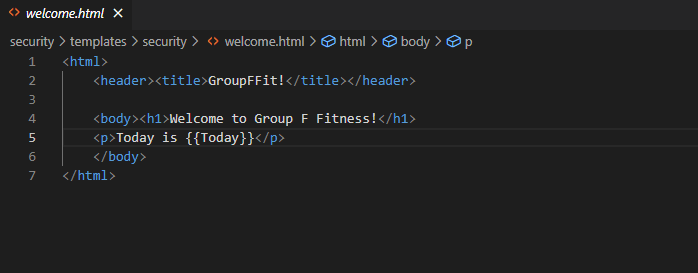 welcome.html
security > templates > security > welcome.html > html > body > p
1 <html>
2 <header><title>GroupFFit!</title></header>
3
4 <body><h1>Welcome to Group F Fitness!</h1>
5 <p>Today is {{Today}}</p>
6 </body>
7 </html>